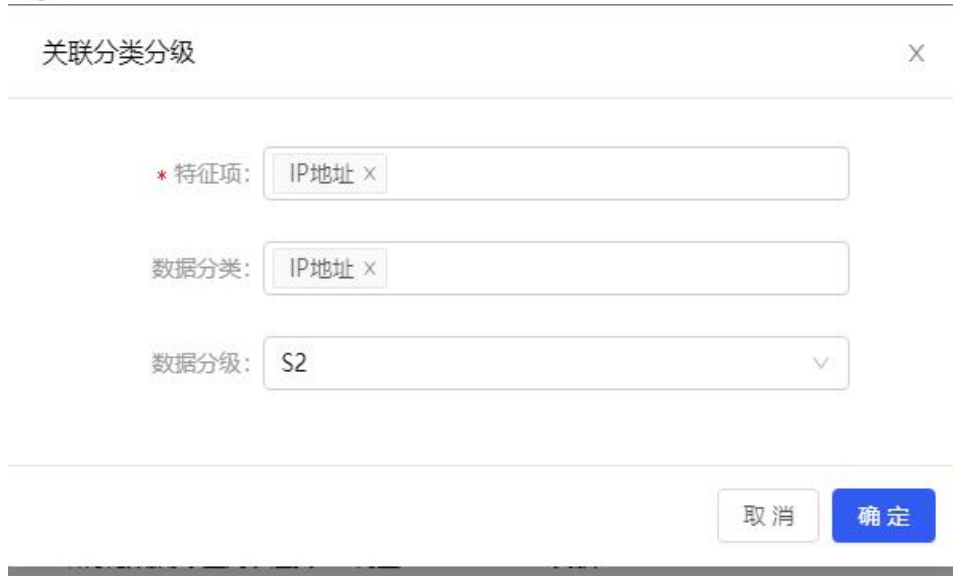 关联分类分级
* 特征项: IP地址 ×
数据分类: IP地址 ×
数据分级: S2
取 消 确 定